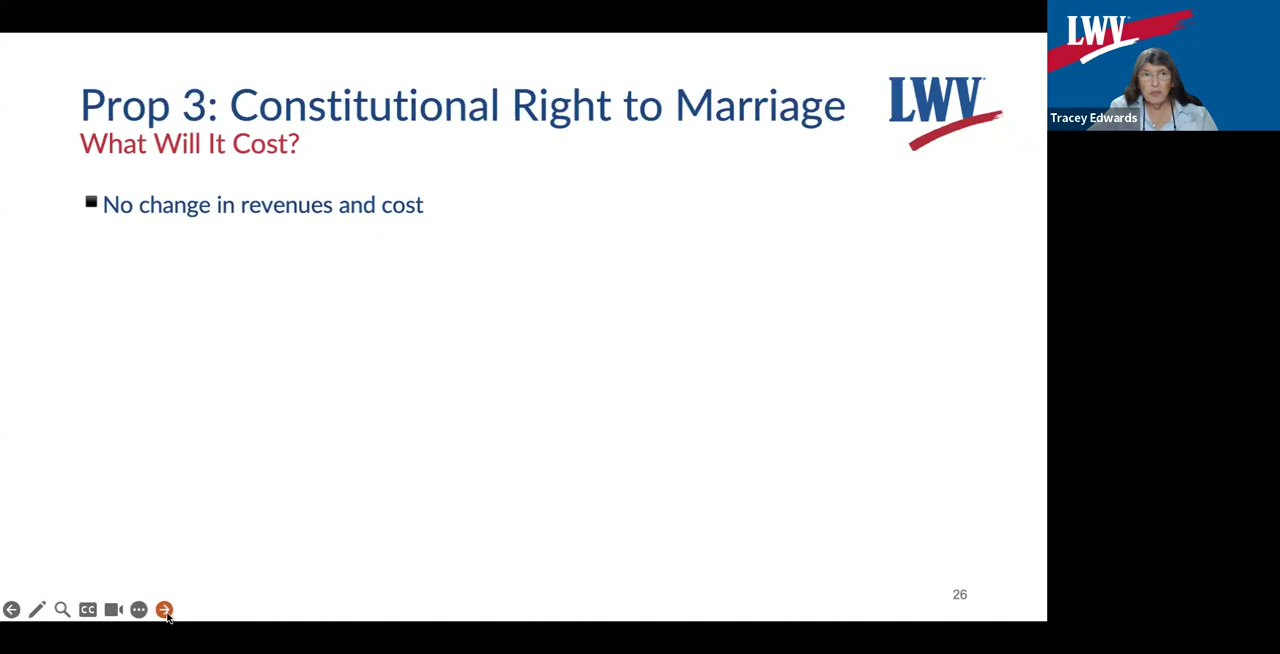 Prop 3: Constitutional Right to Marriage
What Will It Cost?
LWV
No change in revenues and cost
26
CC
LWV
Tracey Edwards